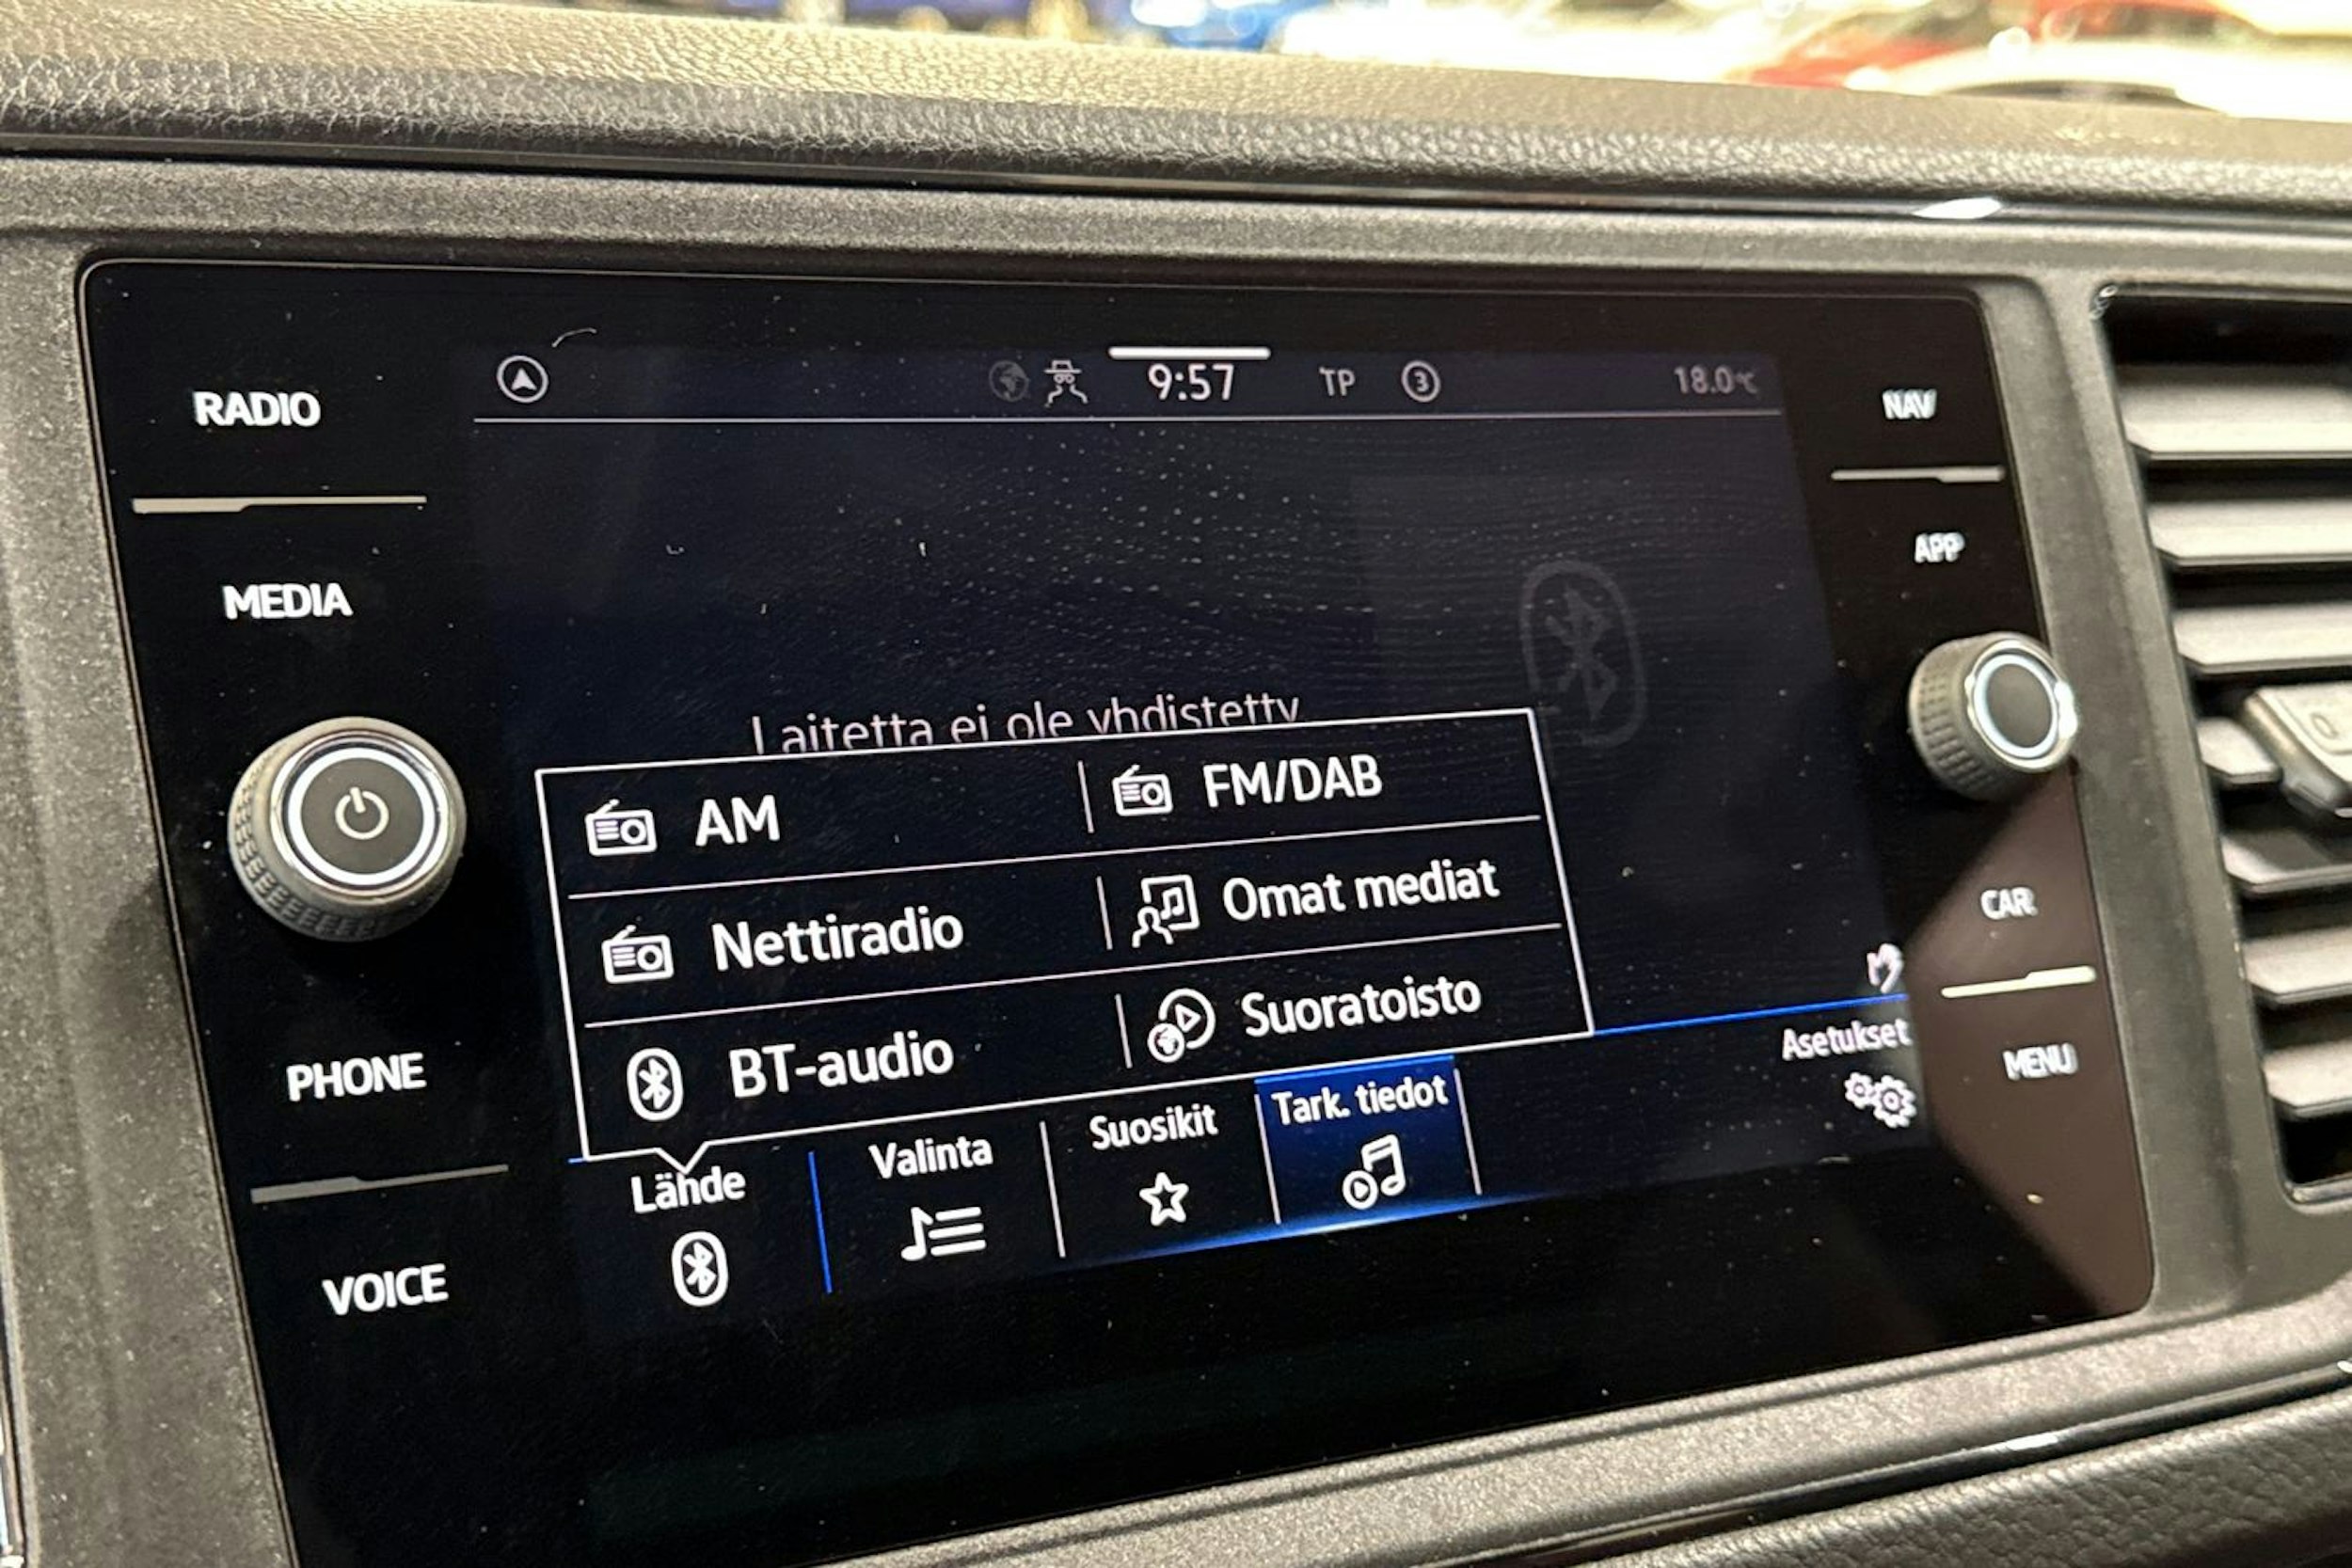 RADIO
MEDIA
PHONE
VOICE
9:57
TP
3
18.0°C
Laitetta ei ole yhdistetty
AM
FM/DAB
Nettiradio
Omat mediat
BT-audio
Suoratoisto
Lähde
Valinta
Suosikit
Tark. tiedot
Asetukset
NAV
APP
CAR
MENU